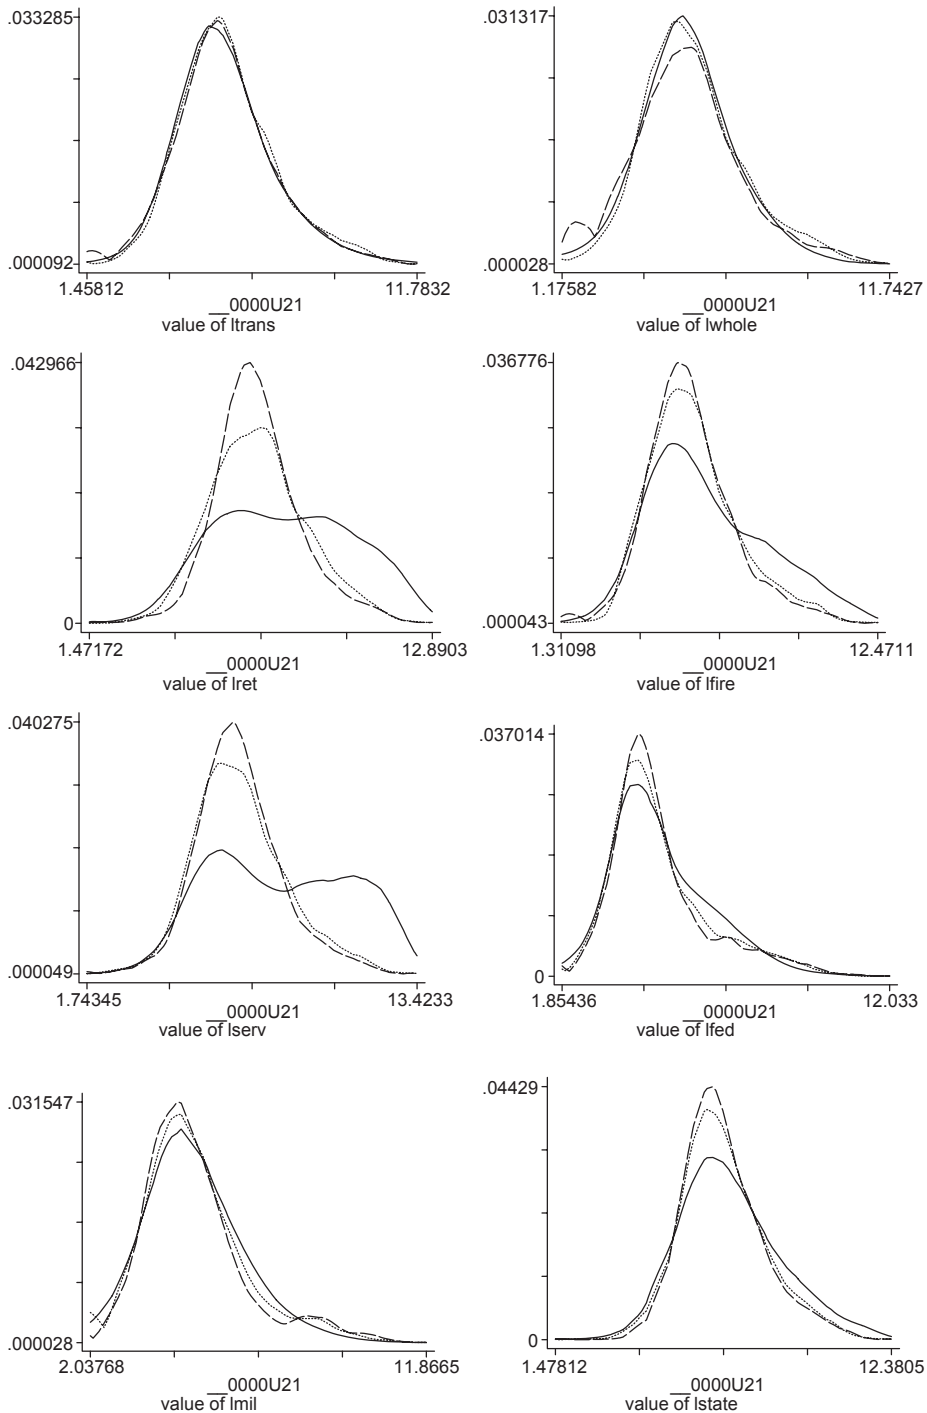 .033285
.000092
1.45812
11.7832
__0000U21
value of ltrans
.031317
.000028
1.17582
11.7427
__0000U21
value of lwhole
.042966
0
1.47172
12.8903
__0000U21
value of lret
.036776
.000043
1.31098
12.4711
__0000U21
value of lfire
.040275
.000049
1.74345
13.4233
__0000U21
value of lserv
.037014
0
1.85436
12.033
__0000U21
value of lfed
.031547
.000028
2.03768
11.8665
__0000U21
value of lmil
.04429
0
1.47812
12.3805
__0000U21
value of lstate